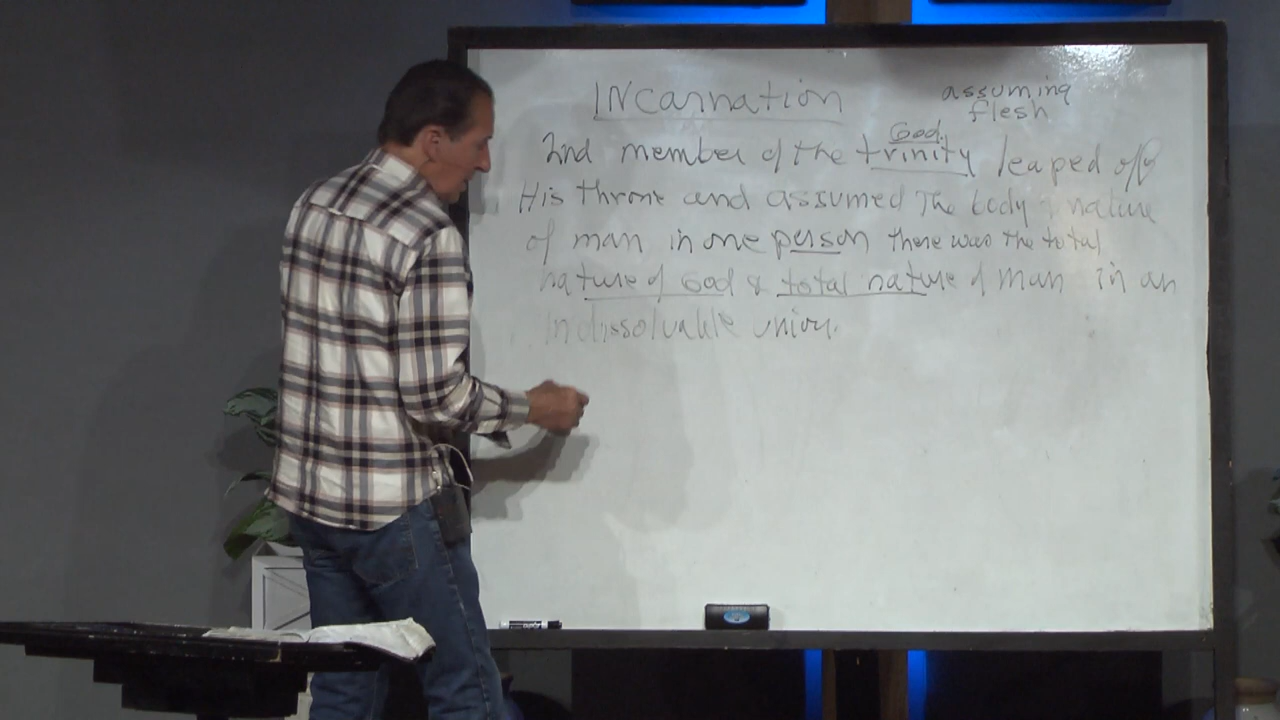 INcarnation
assuming
flesh
God.
2nd member of the trinity leaped off
His throne and assumed The body & nature
of man in one person there was the total
nature of God & total nature of man in an
Indissolvable union.